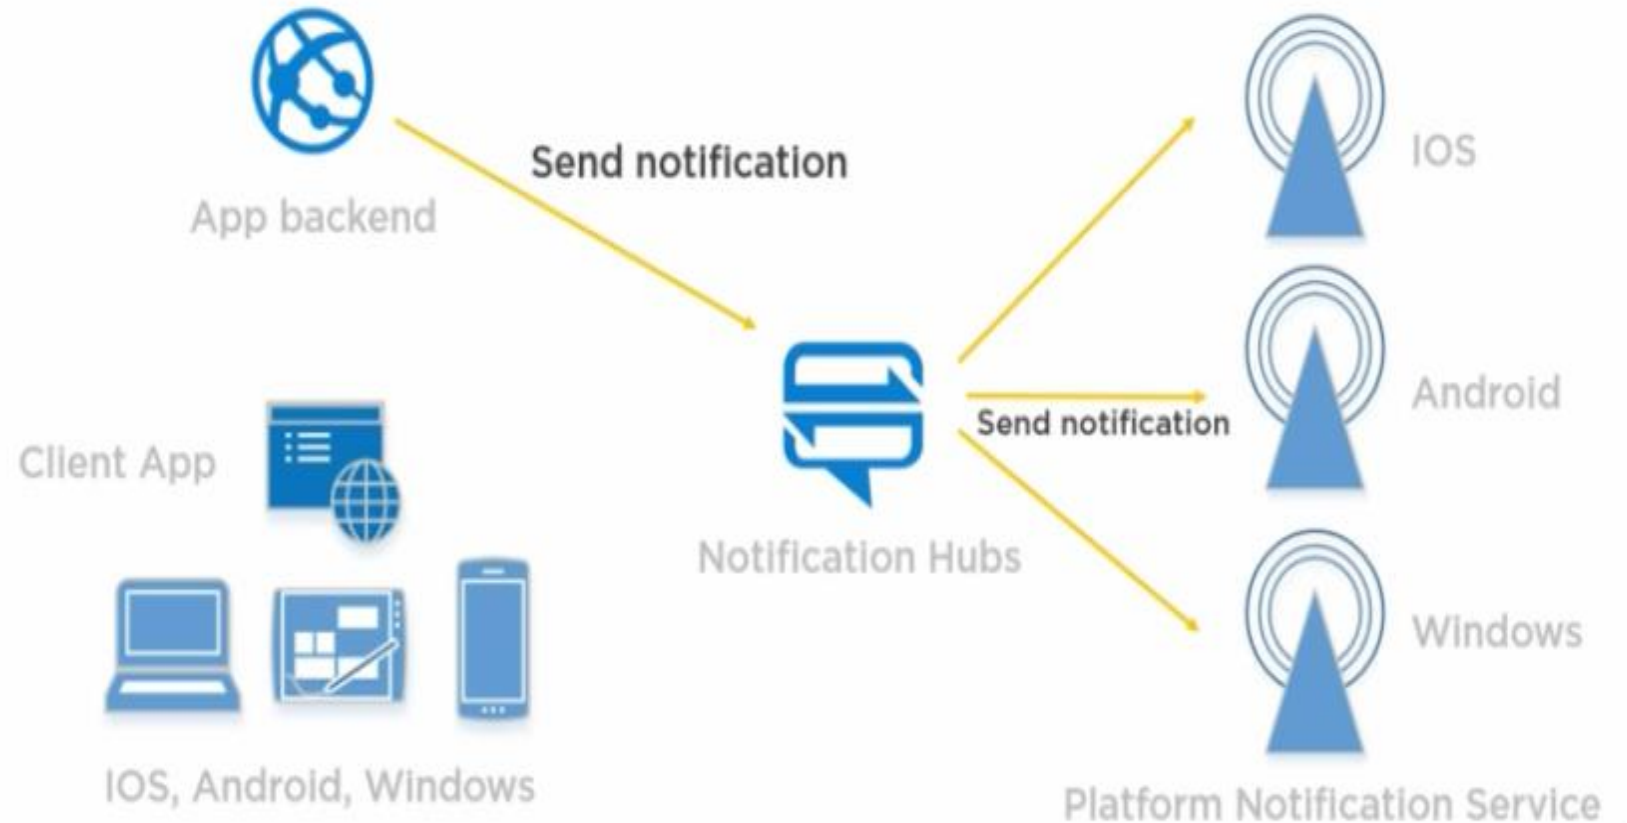 Send notification
App backend
IOS
Android
Client App
Send notification
Notification Hubs
Windows
IOS, Android, Windows
Platform Notification Service